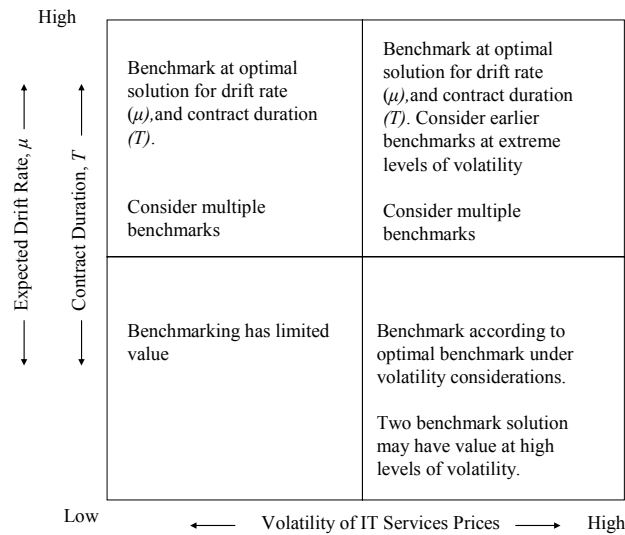 High
Expected Drift Rate, μ
Contract Duration, T
Benchmark at optimal
solution for drift rate
(μ),and contract duration
(T).
Consider multiple
benchmarks
Benchmark at optimal
solution for drift rate
(μ),and contract duration
(T). Consider earlier
benchmarks at extreme
levels of volatility
Consider multiple
benchmarks
Benchmarking has limited
value
Benchmark according to
optimal benchmark under
volatility considerations.
Two benchmark solution
may have value at high
levels of volatility.
Low
Volatility of IT Services Prices
High